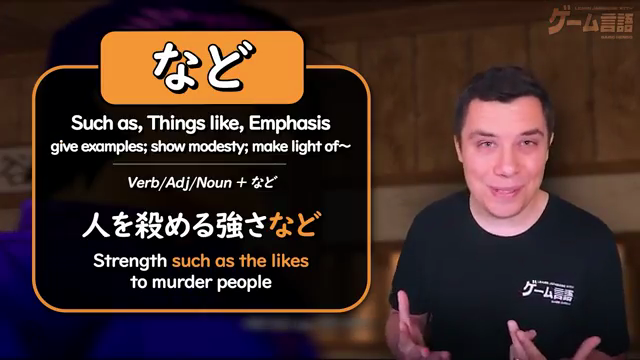 など
Such as, Things like, Emphasis
give examples; show modesty; make light of～
Verb/Adj/Noun + など
人を殺める強さなど
Strength such as the likes
to murder people
ゲーム言語
ゲーム言語